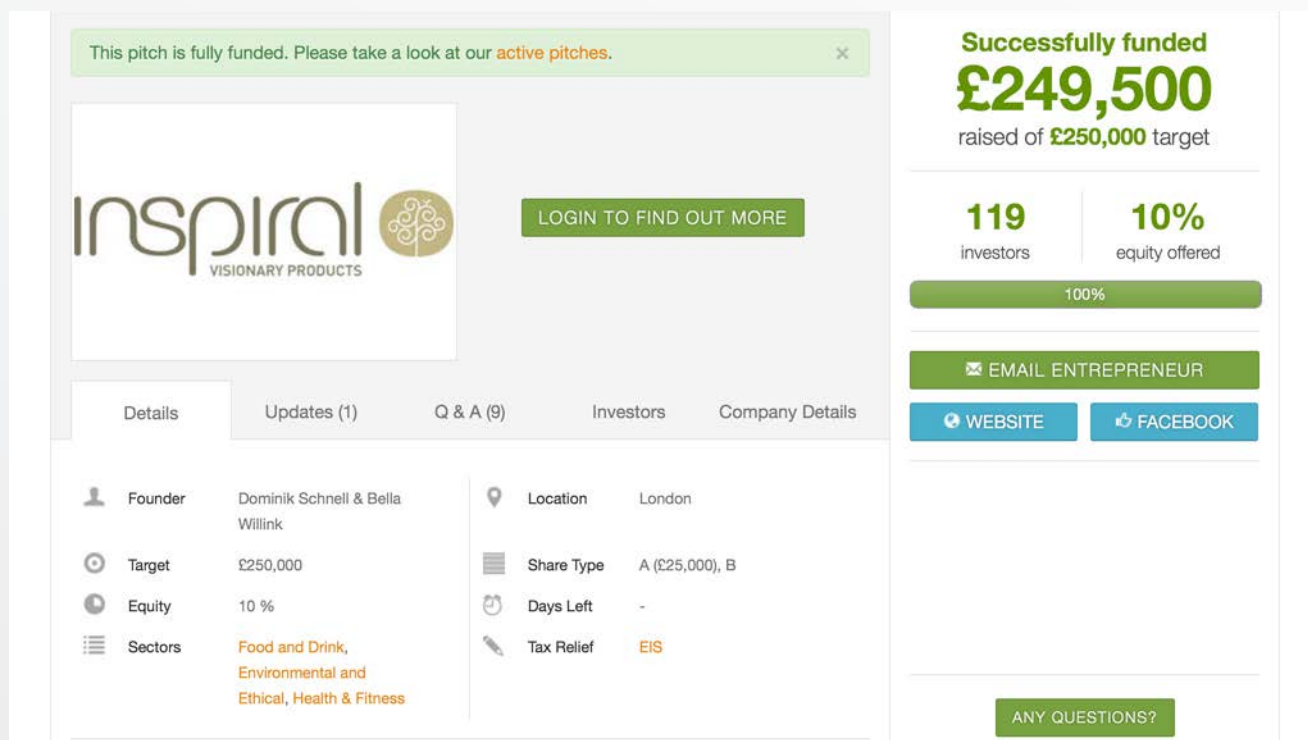 This pitch is fully funded. Please take a look at our active pitches. ×
inspiral
VISIONARY PRODUCTS
LOGIN TO FIND OUT MORE
Successfully funded
£249,500
raised of £250,000 target
119
investors
10%
equity offered
100%
EMAIL ENTREPRENEUR
WEBSITE
FACEBOOK
Details
Updates (1)
Q & A (9)
Investors
Company Details
Founder
Dominik Schnell & Bella
Willink
Location
London
Target
£250,000
Share Type
A (£25,000), B
Equity
10 %
Days Left
-
Sectors
Food and Drink,
Environmental and
Ethical, Health & Fitness
Tax Relief
EIS
ANY QUESTIONS?